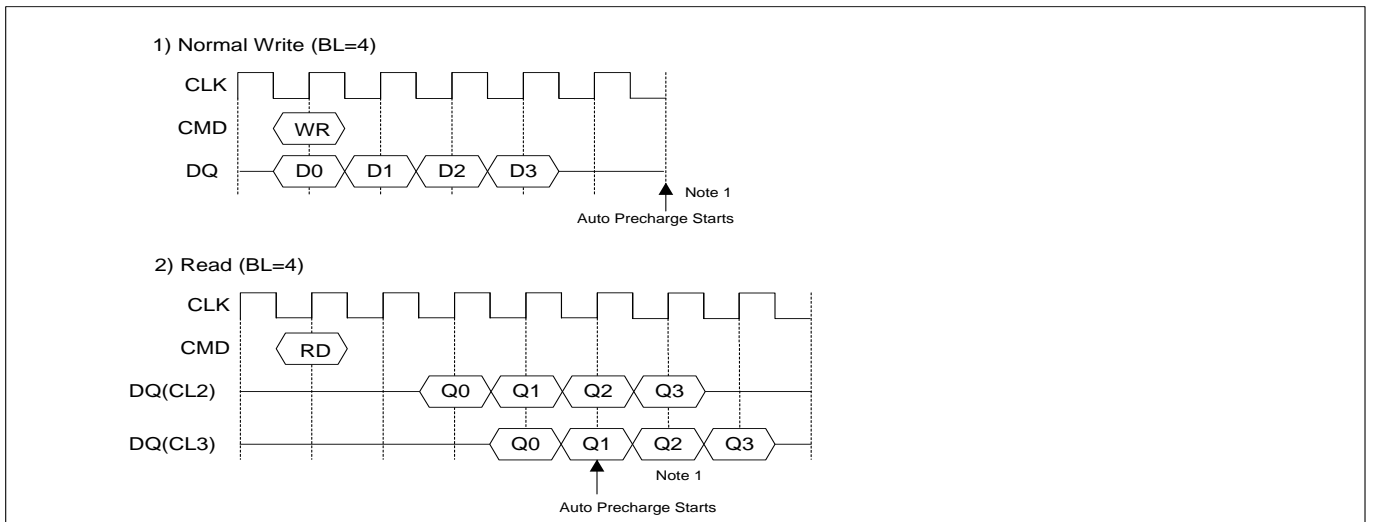 1) Normal Write (BL=4)
CLK
CMD WR
DQ D0 D1 D2 D3
Note 1
Auto Precharge Starts
2) Read (BL=4)
CLK
CMD RD
DQ(CL2) Q0 Q1 Q2 Q3
DQ(CL3) Q0 Q1 Q2 Q3
Note 1
Auto Precharge Starts